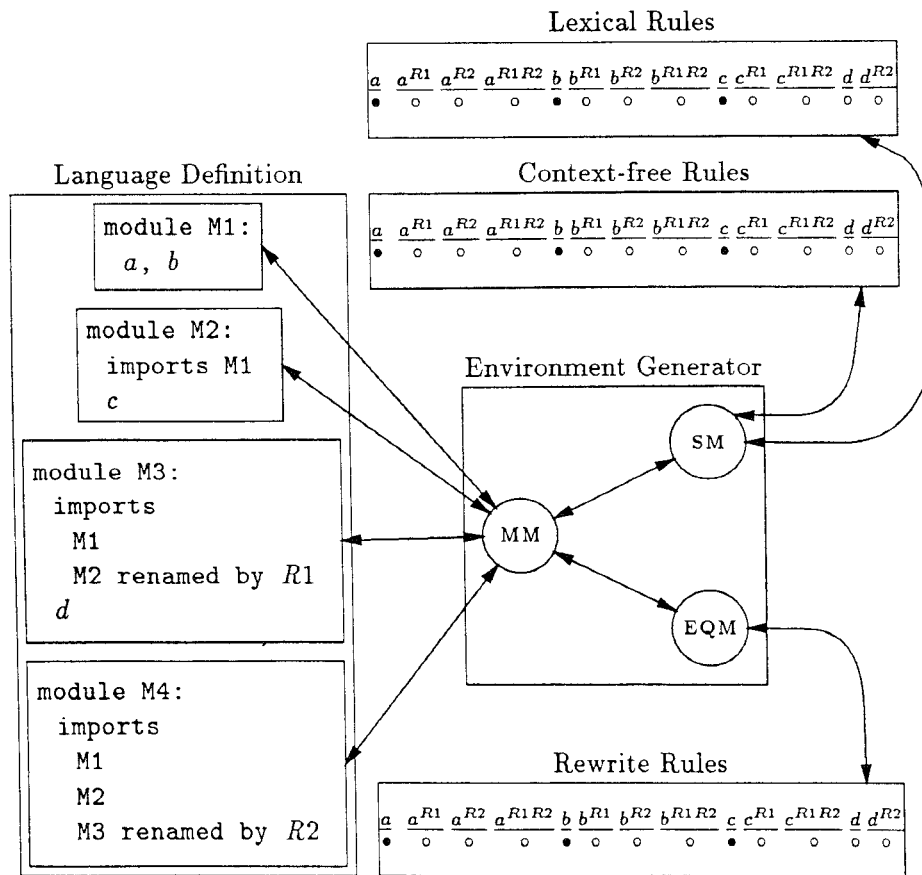 Lexical Rules
a a^{R1} a^{R2} a^{R1R2} b b^{R1} b^{R2} b^{R1R2} c c^{R1} c^{R1R2} d d^{R2}
● ○ ○ ○ ● ○ ○ ○ ● ○ ○ ○ ○
Language Definition
module M1:
a, b
module M2:
imports M1
c
module M3:
imports
M1
M2 renamed by R1
d
module M4:
imports
M1
M2
M3 renamed by R2
Context-free Rules
a a^{R1} a^{R2} a^{R1R2} b b^{R1} b^{R2} b^{R1R2} c c^{R1} c^{R1R2} d d^{R2}
● ○ ○ ○ ● ○ ○ ○ ● ○ ○ ○ ○
Environment Generator
SM
MM
EQM
Rewrite Rules
a a^{R1} a^{R2} a^{R1R2} b b^{R1} b^{R2} b^{R1R2} c c^{R1} c^{R1R2} d d^{R2}
● ○ ○ ○ ● ○ ○ ○ ● ○ ○ ○ ○